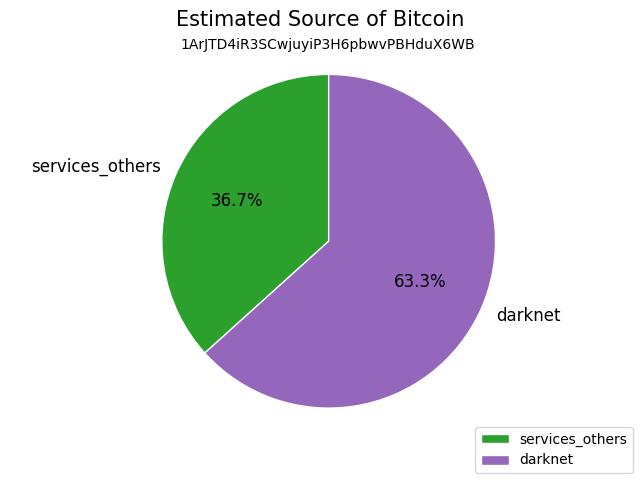 Estimated Source of Bitcoin
1ArJTD4iR3SCwjuyiP3H6pbwvPBHduX6WB
services_others
36.7%
63.3%
darknet
services_others
darknet